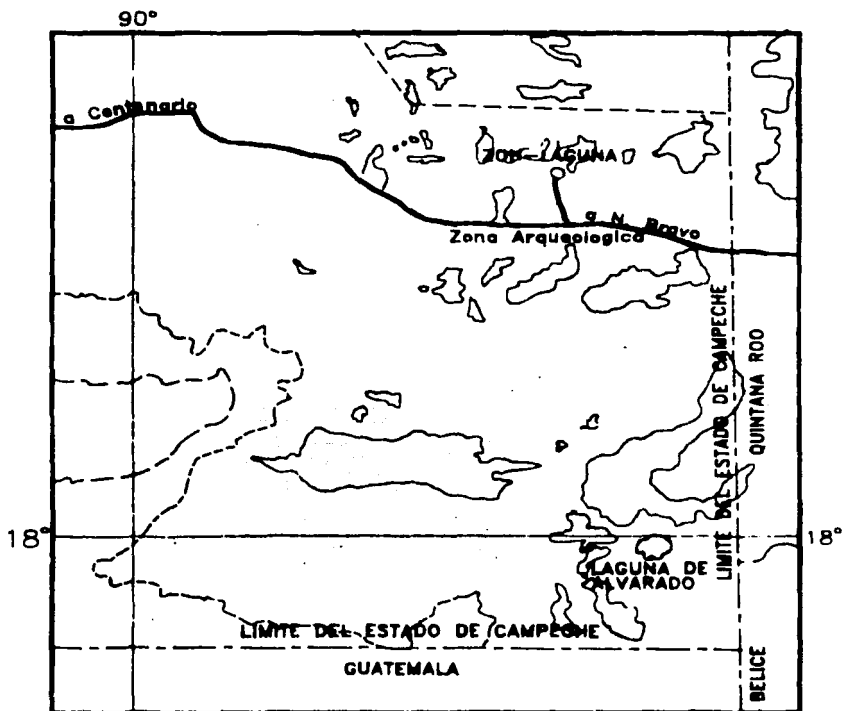 90°
a Centenario
ZOH-LAGUNA
a N. Bravo
Zona Arqueologica
LIMITE DEL ESTADO DE CAMPECHE
QUINTANA ROO
18°
18°
LAGUNA DE
ALVARADO
LIMITE DEL ESTADO DE CAMPECHE
GUATEMALA
BELICE